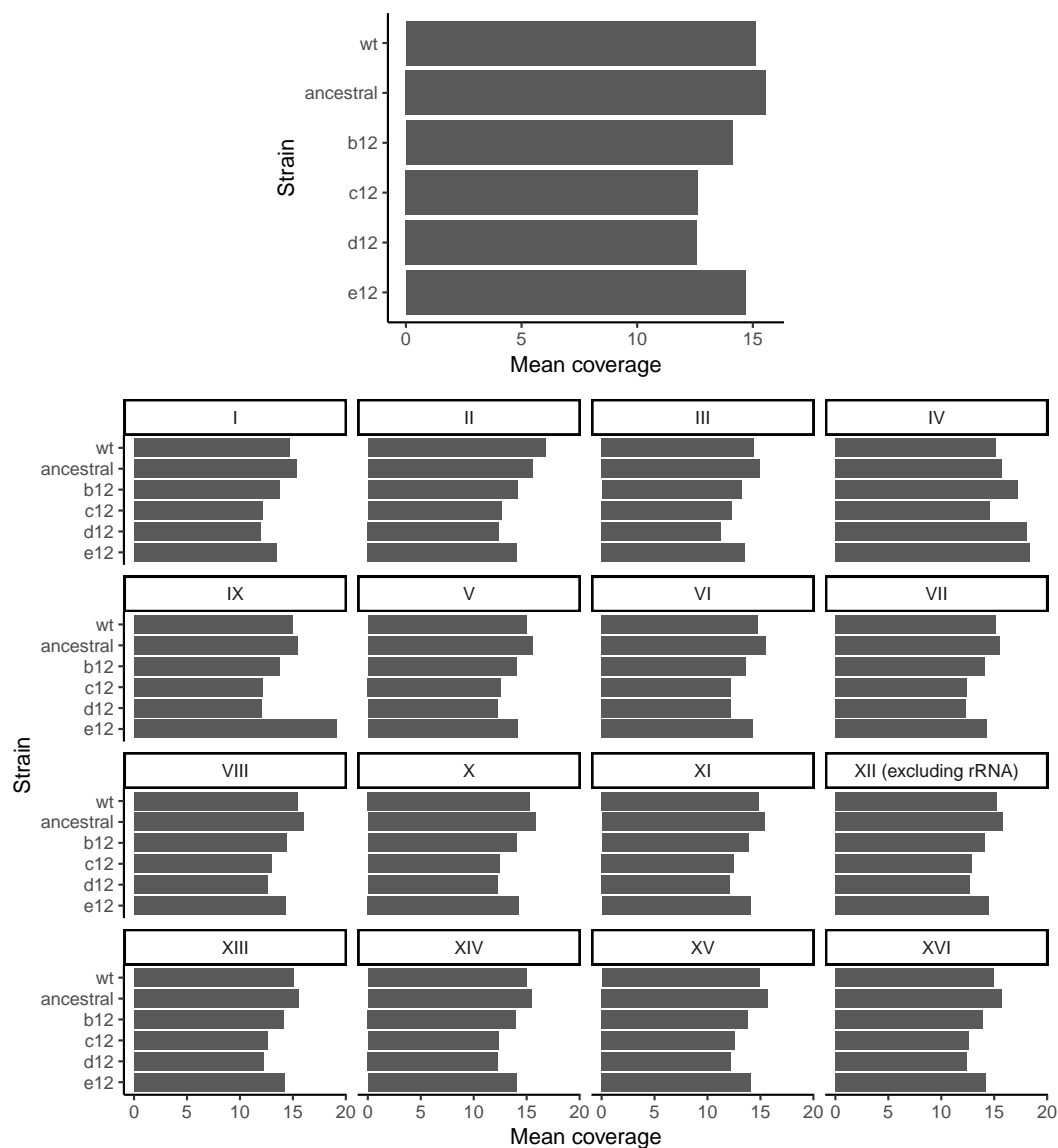 wt
ancestral
b12
c12
d12
e12
Strain
0 5 10 15
Mean coverage
I II III IV
wt
ancestral
b12
c12
d12
e12
IX V VI VII
wt
ancestral
b12
c12
d12
e12
Strain
VIII X XI XII (excluding rRNA)
wt
ancestral
b12
c12
d12
e12
XIII XIV XV XVI
wt
ancestral
b12
c12
d12
e12
0 5 10 15 20 0 5 10 15 20 0 5 10 15 20 0 5 10 15 20
Mean coverage